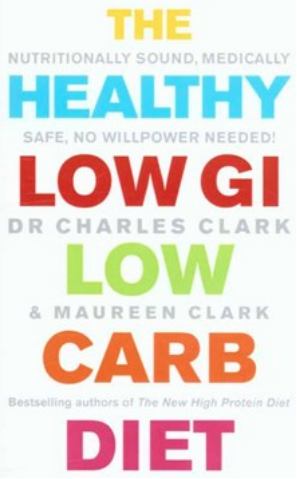 THE
NUTRITIONALLY SOUND, MEDICALLY
HEALTHY
SAFE, NO WILLPOWER NEEDED!
LOW GI
DR CHARLES CLARK
LOW
& MAUREEN CLARK
CARB
Bestselling authors of The New High Protein Diet
DIET